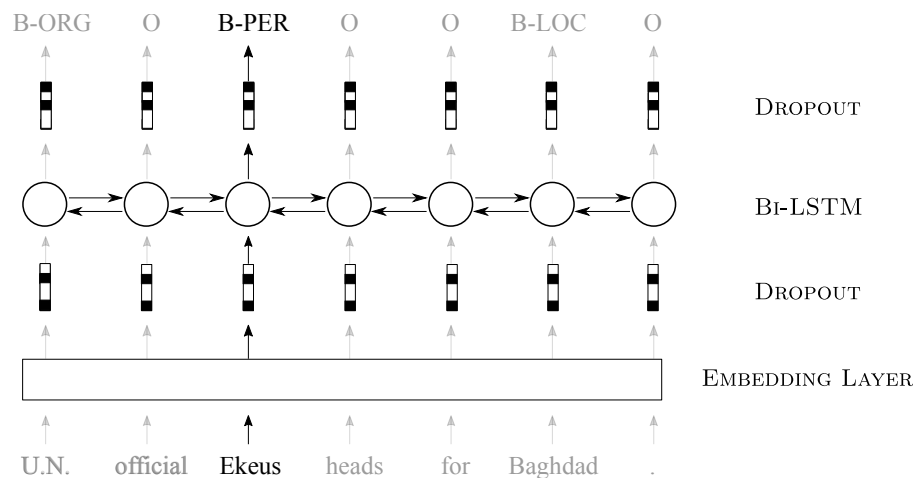 B-ORG O B-PER O O B-LOC O
DROPOUT
BI-LSTM
DROPOUT
EMBEDDING LAYER
U.N. official Ekeus heads for Baghdad .